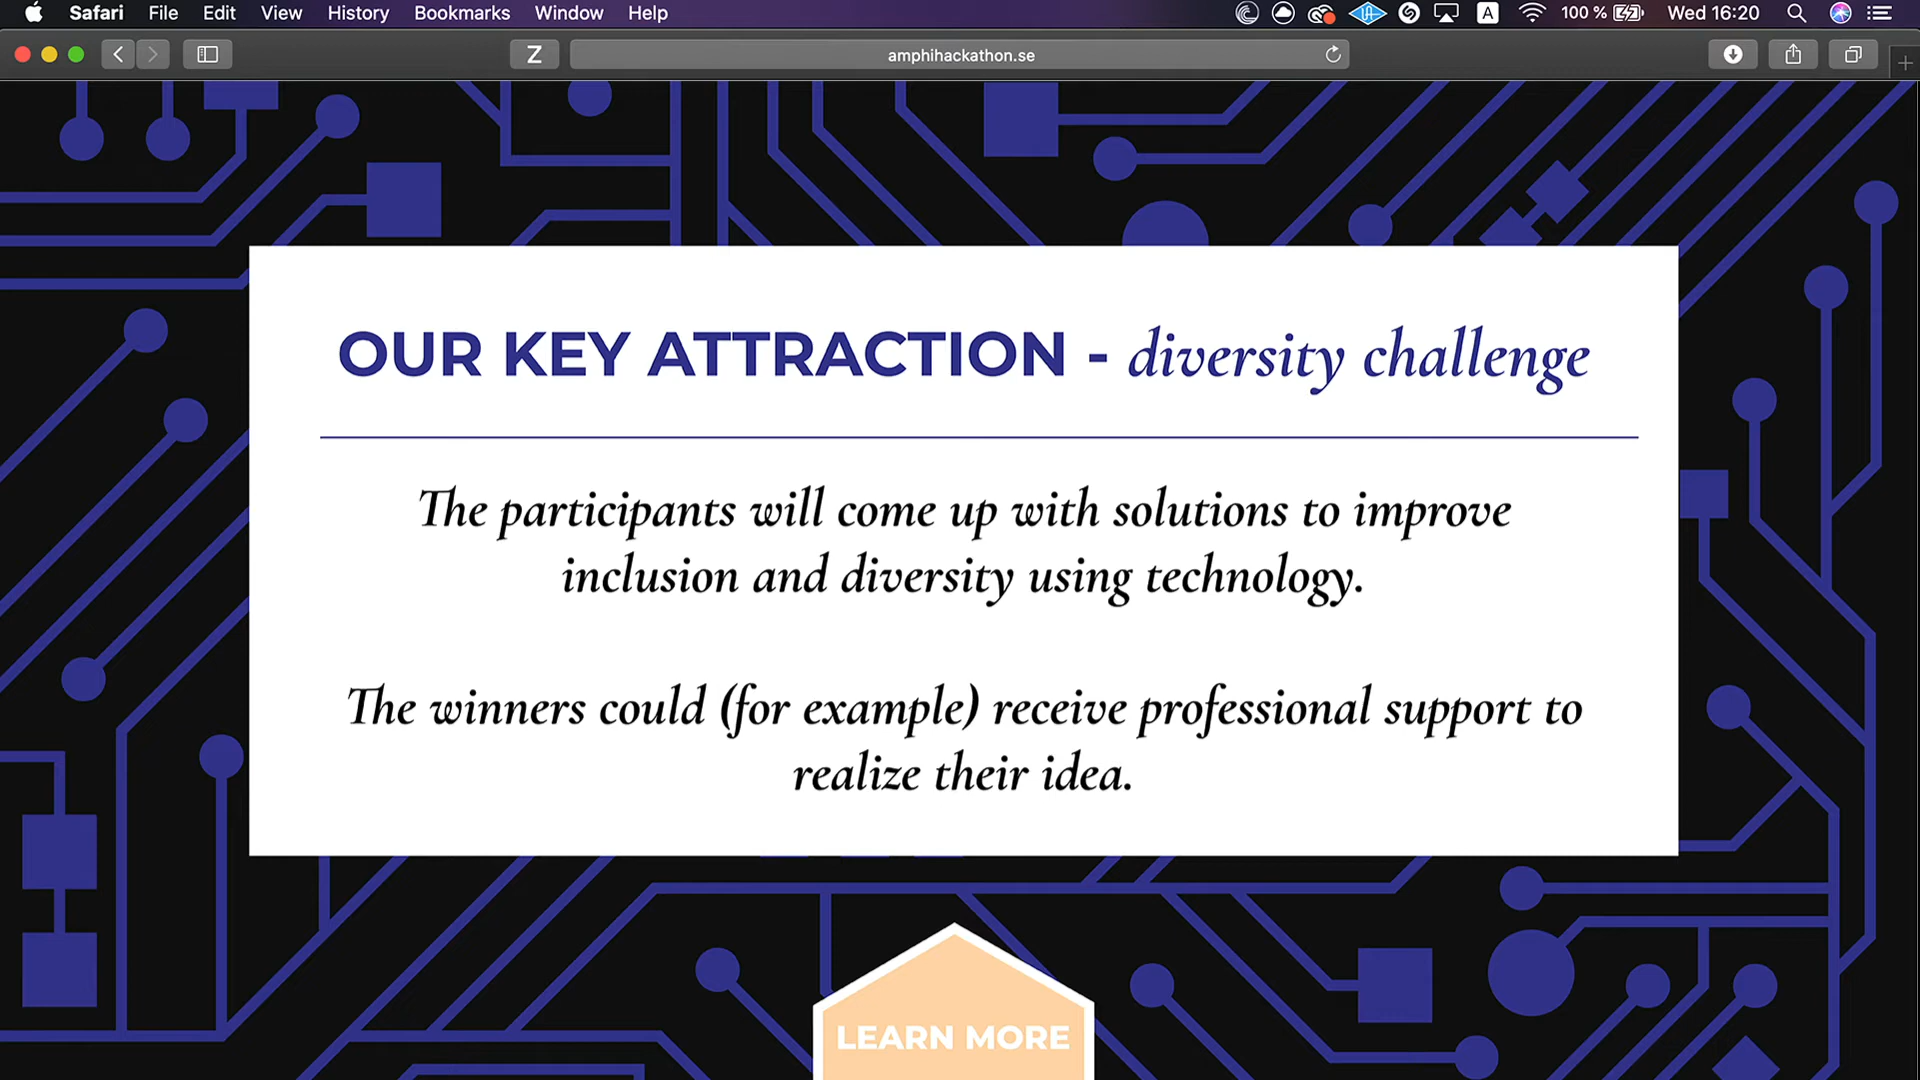 Safari File Edit View History Bookmarks Window Help 100 % Wed 16:20
Z amphihackathon.se
OUR KEY ATTRACTION - diversity challenge
The participants will come up with solutions to improve
inclusion and diversity using technology.
The winners could (for example) receive professional support to
realize their idea.
LEARN MORE